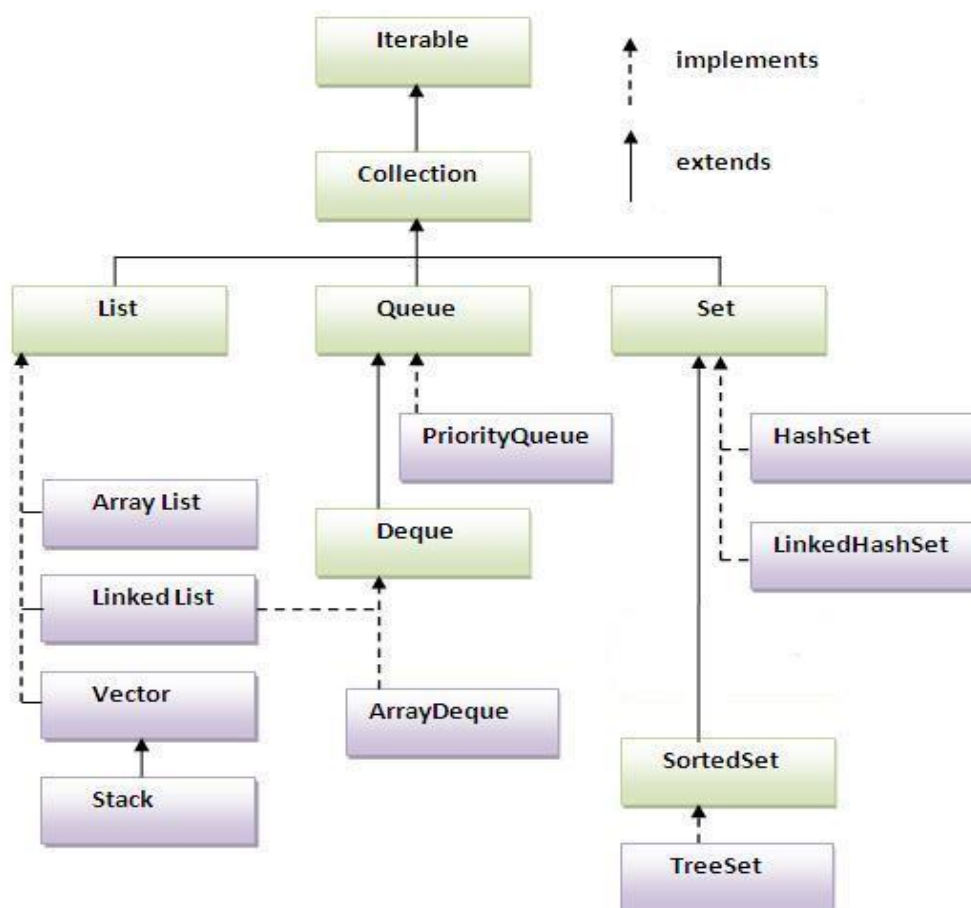 Iterable
implements
Collection
extends
List
Queue
Set
PriorityQueue
HashSet
Array List
Deque
LinkedHashSet
Linked List
Vector
ArrayDeque
SortedSet
Stack
TreeSet